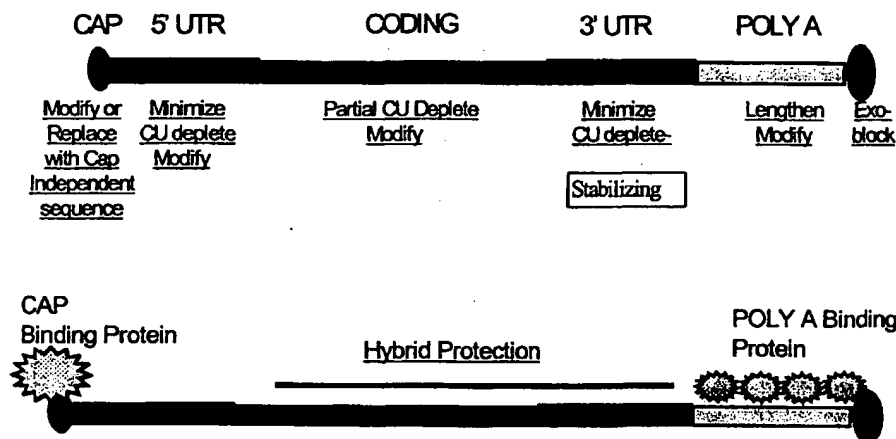 CAP 5' UTR CODING 3' UTR POLY A
Modify or Minimize Partial CU Deplete Minimize Lengthen Exo-
Replace CU deplete Modify CU deplete- Modify block
with Cap Modify
Independent Stabilizing
sequence
CAP
Binding Protein
POLY A Binding
Protein
Hybrid Protection